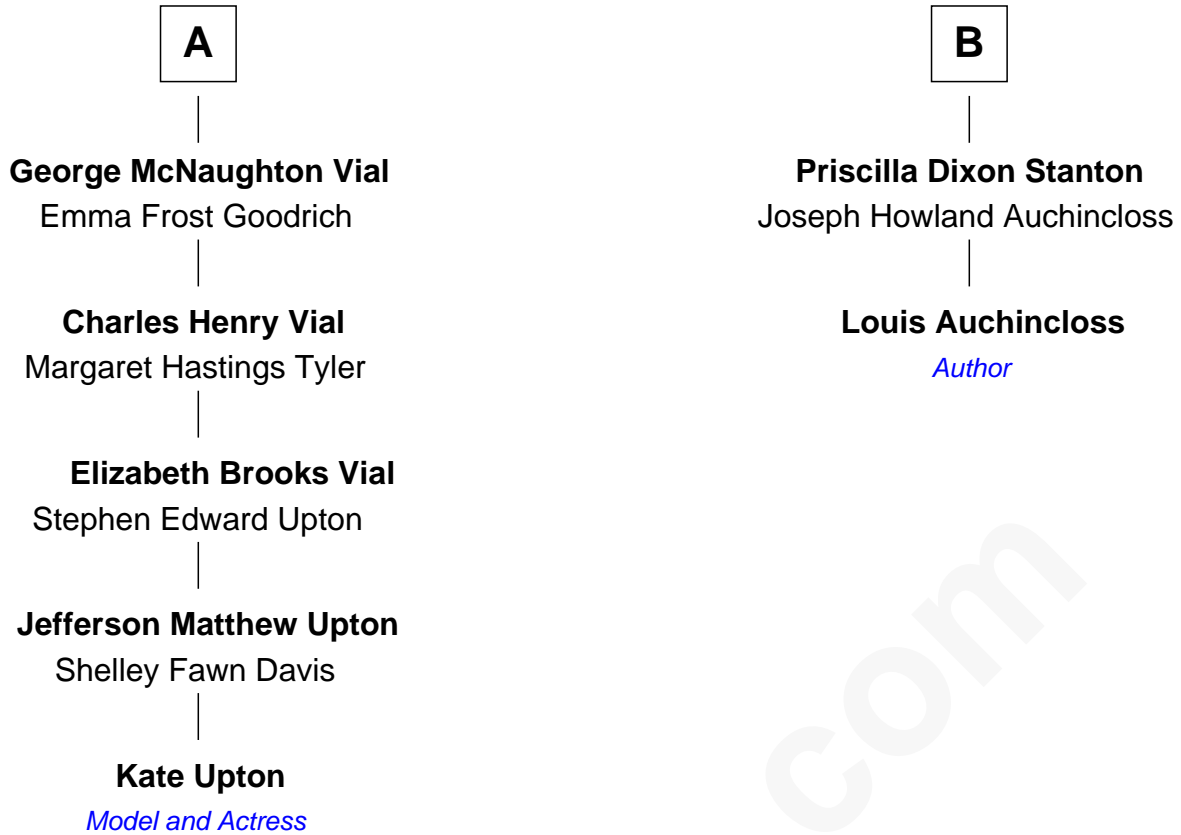 A
George McNaughton Vial
Emma Frost Goodrich
Charles Henry Vial
Margaret Hastings Tyler
Elizabeth Brooks Vial
Stephen Edward Upton
Jefferson Matthew Upton
Shelley Fawn Davis
Kate Upton
Model and Actress
B
Priscilla Dixon Stanton
Joseph Howland Auchincloss
Louis Auchincloss
Author
com